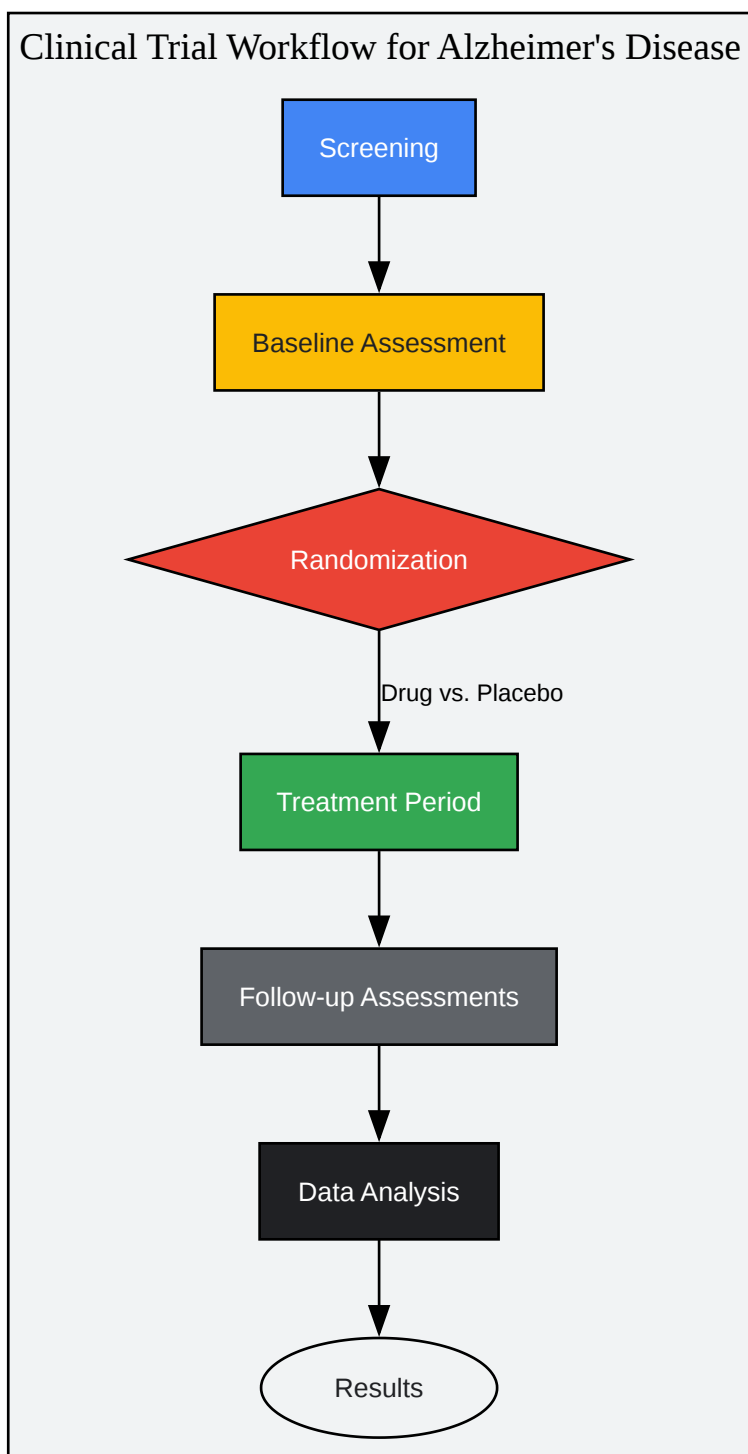 Clinical Trial Workflow for Alzheimer's Disease
Screening
Baseline Assessment
Randomization
Drug vs. Placebo
Treatment Period
Follow-up Assessments
Data Analysis
Results